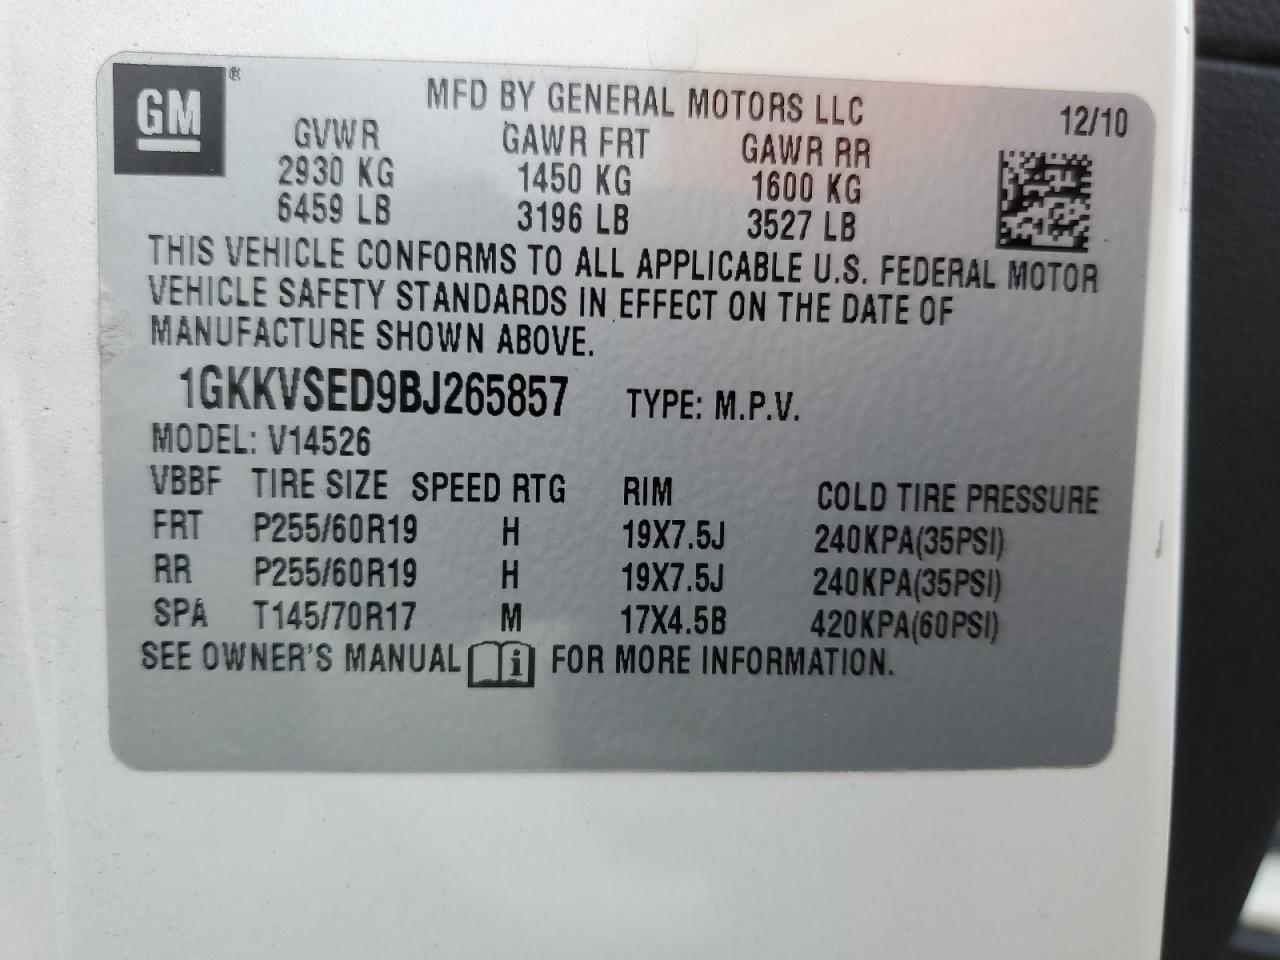 GM ®
MFD BY GENERAL MOTORS LLC 12/10
GVWR GAWR FRT GAWR RR
2930 KG 1450 KG 1600 KG
6459 LB 3196 LB 3527 LB
THIS VEHICLE CONFORMS TO ALL APPLICABLE U.S. FEDERAL MOTOR
VEHICLE SAFETY STANDARDS IN EFFECT ON THE DATE OF
MANUFACTURE SHOWN ABOVE.
1GKKVSED9BJ265857 TYPE: M.P.V.
MODEL: V14526
VBBF TIRE SIZE SPEED RTG RIM COLD TIRE PRESSURE
FRT P255/60R19 H 19X7.5J 240KPA(35PSI)
RR P255/60R19 H 19X7.5J 240KPA(35PSI)
SPA T145/70R17 M 17X4.5B 420KPA(60PSI)
SEE OWNER'S MANUAL i FOR MORE INFORMATION.